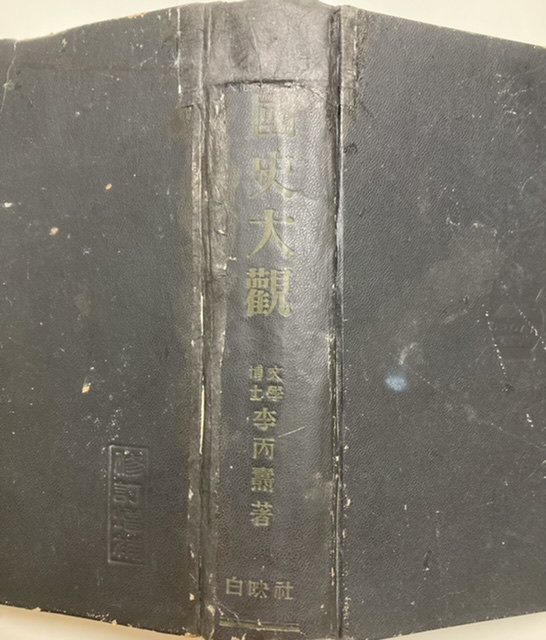 國史大觀
文學
博士
李丙燾著
白映社